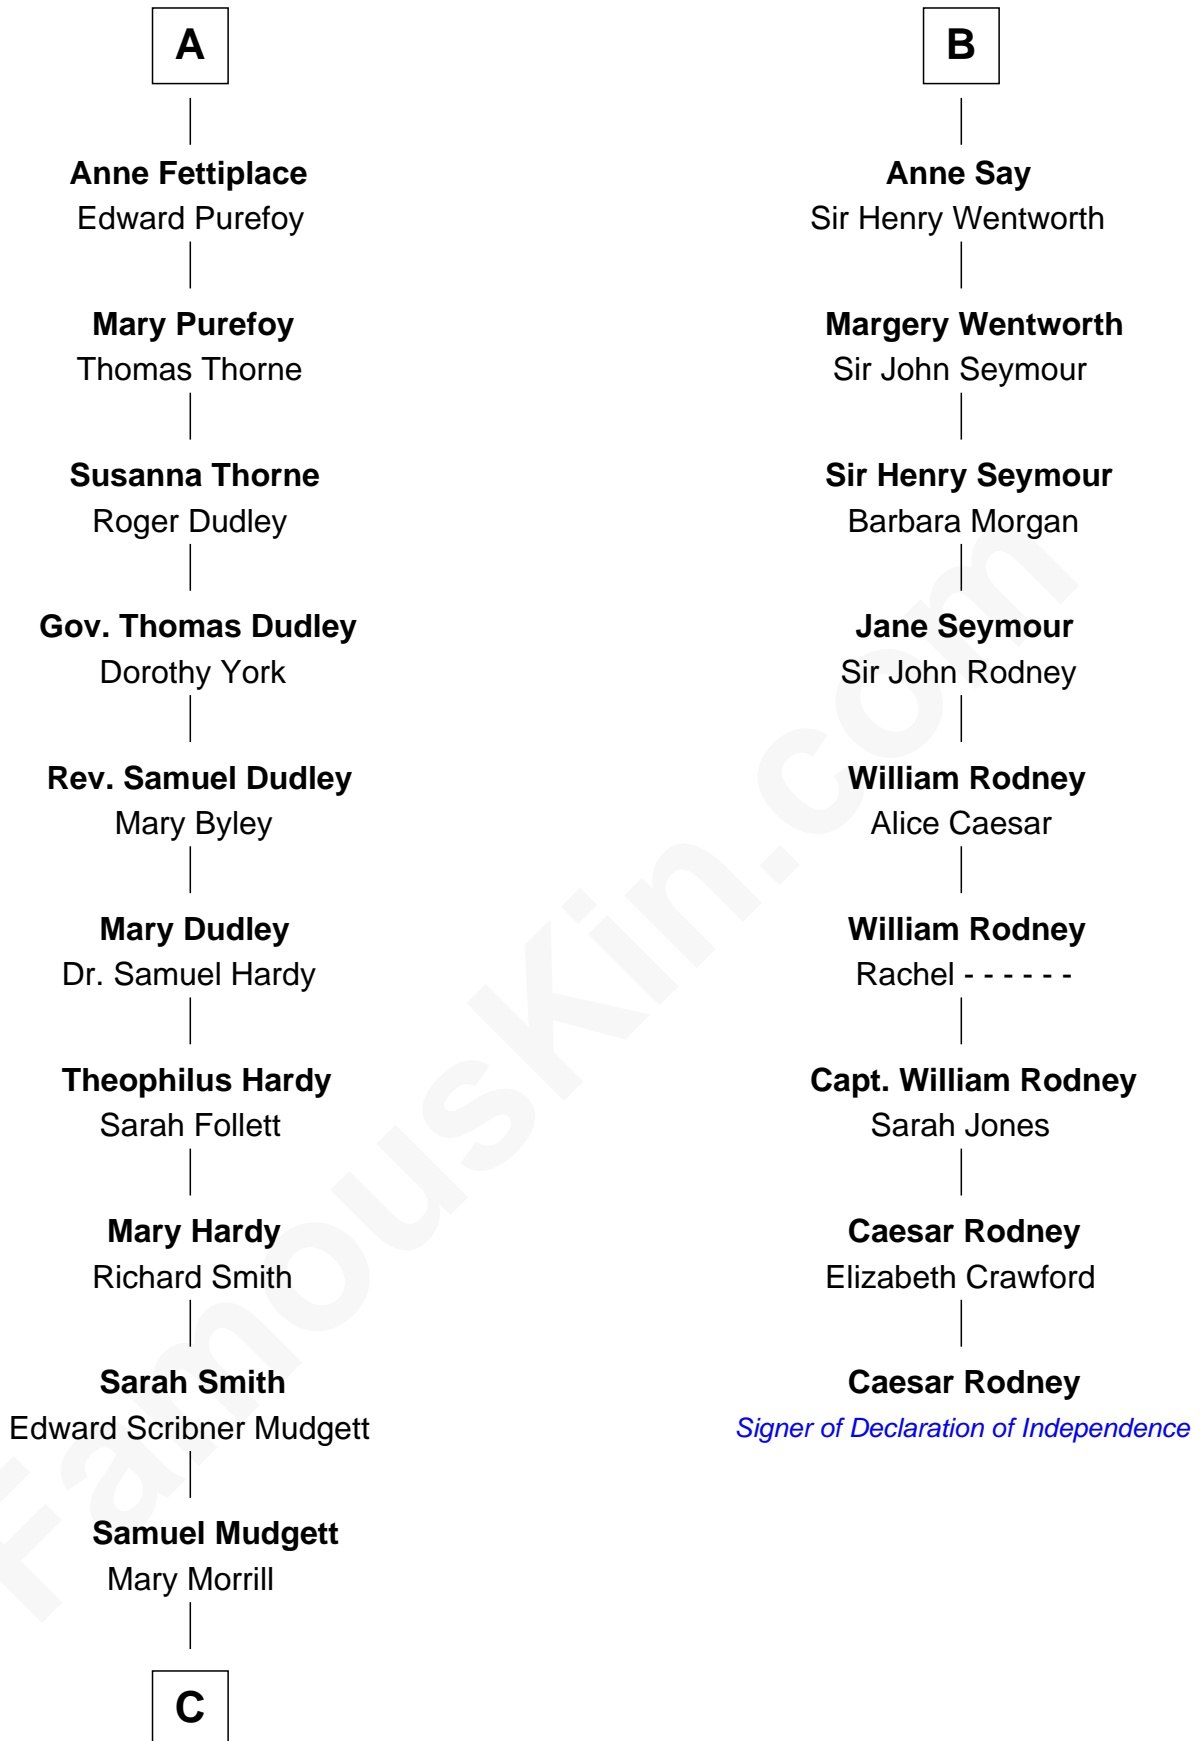 A
Anne Fettiplace
Edward Purefoy
Mary Purefoy
Thomas Thorne
Susanna Thorne
Roger Dudley
Gov. Thomas Dudley
Dorothy York
Rev. Samuel Dudley
Mary Byley
Mary Dudley
Dr. Samuel Hardy
Theophilus Hardy
Sarah Follett
Mary Hardy
Richard Smith
Sarah Smith
Edward Scribner Mudgett
Samuel Mudgett
Mary Morrill
C
B
Anne Say
Sir Henry Wentworth
Margery Wentworth
Sir John Seymour
Sir Henry Seymour
Barbara Morgan
Jane Seymour
Sir John Rodney
William Rodney
Alice Caesar
William Rodney
Rachel - - - - - -
Capt. William Rodney
Sarah Jones
Caesar Rodney
Elizabeth Crawford
Caesar Rodney
Signer of Declaration of Independence
FamousKin.com